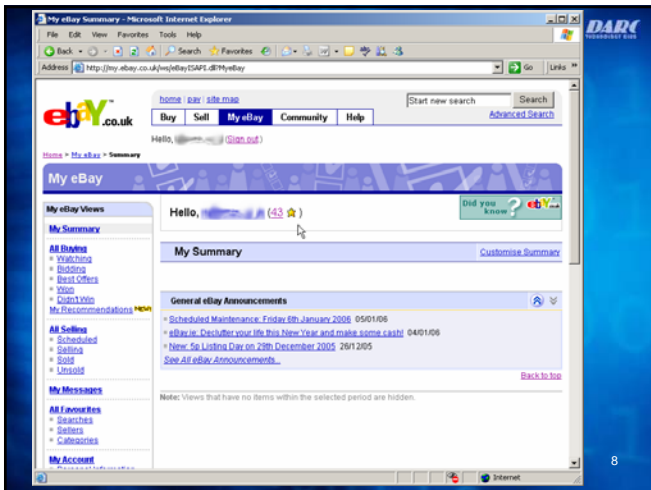 My eBay Summary - Microsoft Internet Explorer
File Edit View Favorites Tools Help
Back Search Favorites
Address http://my.ebay.co.uk/ws/eBayISAPI.dll?MyeBay Go Links »
DARC
ebY.co.uk
home | pay | site map
Start new search Search
Buy Sell My eBay Community Help
Advanced Search
Hello, (Sign out)
Home > My eBay > Summary
My eBay
My eBay Views
My Summary
All Buying
Watching
Bidding
Best Offers
Won
Didn't Win
My Recommendations NEW!
All Selling
Scheduled
Selling
Sold
Unsold
My Messages
All Favourites
Searches
Sellers
Categories
My Account
Personal Information
Hello, (43)
Did you know ?
My Summary
Customise Summary
General eBay Announcements
Scheduled Maintenance: Friday 6th January 2006 05/01/06
eBay.ie: Declutter your life this New Year and make some cash! 04/01/06
New: 5p Listing Day on 29th December 2005 26/12/05
See All eBay Announcements...
Back to top
Note: Views that have no items within the selected period are hidden.
Internet
8